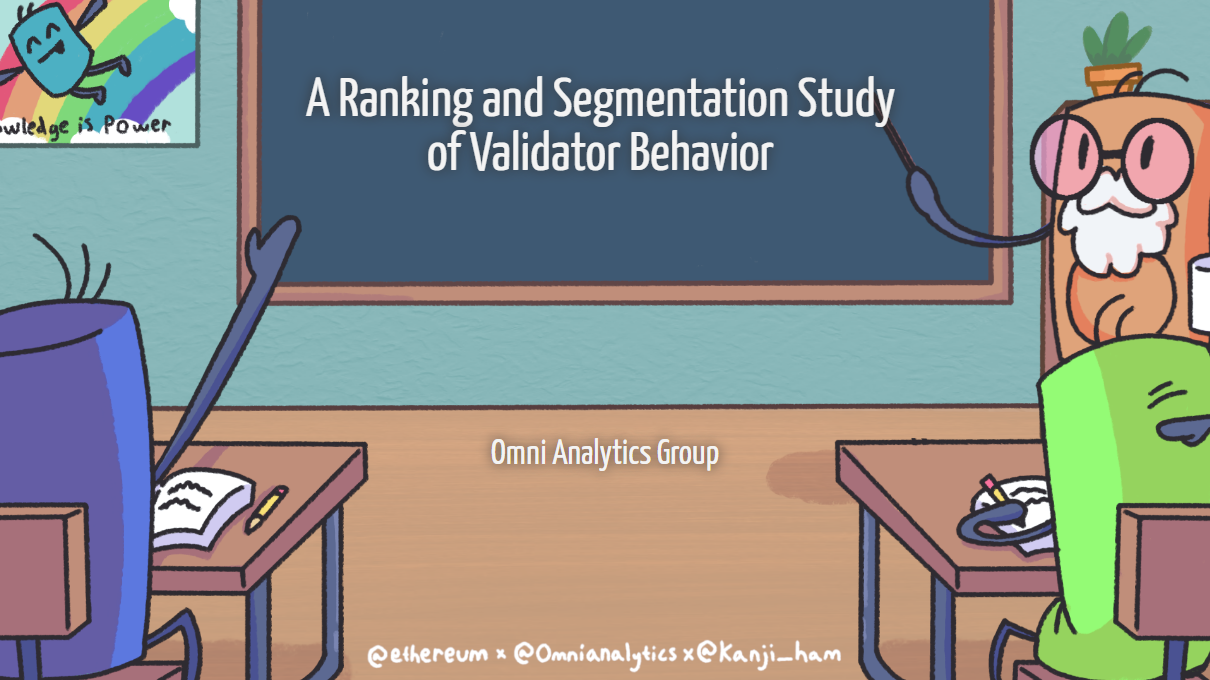 A Ranking and Segmentation Study
of Validator Behavior
owledge is Power
Omni Analytics Group
@ethereum x @Omnianalytics x @Kanji_ham